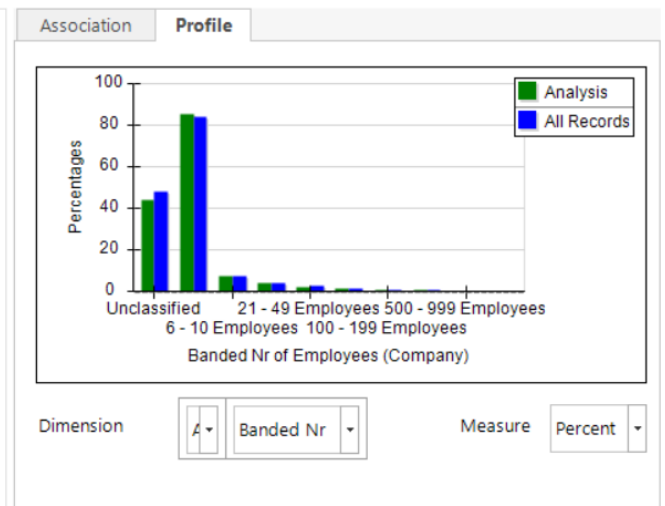 Association
Profile
100
Analysis
All Records
80
60
40
20
0
Percentages
Unclassified 21 - 49 Employees 500 - 999 Employees
6 - 10 Employees 100 - 199 Employees
Banded Nr of Employees (Company)
Dimension
Banded Nr
Measure
Percent